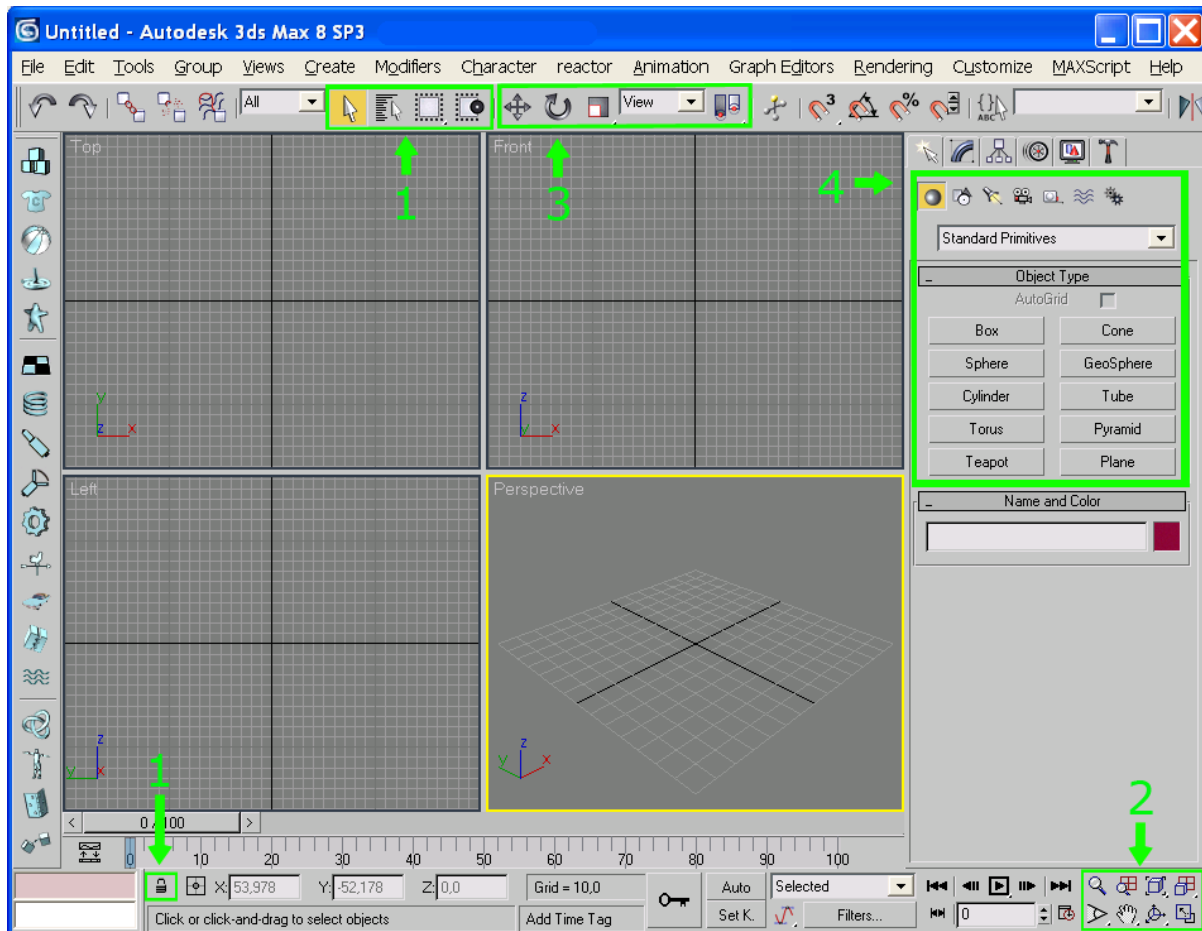 Untitled - Autodesk 3ds Max 8 SP3
File Edit Tools Group Views Create Modifiers Character reactor Animation Graph Editors Rendering Customize MAXScript Help
All
View
3
%
{} ABC
Top
Front
1
3
4
Standard Primitives
Object Type
AutoGrid
Box
Cone
Sphere
GeoSphere
Cylinder
Tube
Torus
Pyramid
Teapot
Plane
y
z x
z
y x
Left
Perspective
Name and Color
z
y x
z
y x
1
2
< 0 / 100 >
0 10 20 30 40 50 60 70 80 90 100
X: 53,978 Y: -52,178 Z: 0,0 Grid = 10,0
Auto
Selected
Click or click-and-drag to select objects
Add Time Tag
Set K.
Filters...
0